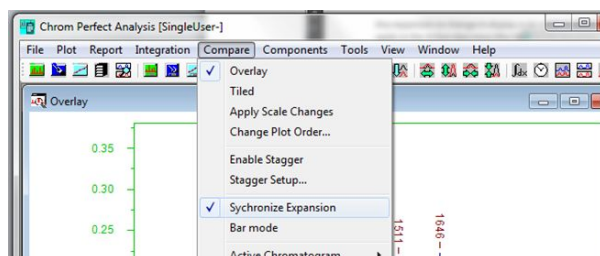 Chrom Perfect Analysis [SingleUser-]
File Plot Report Integration Compare Components Tools View Window Help
Overlay
Overlay
Tiled
Apply Scale Changes
Change Plot Order...
Enable Stagger
Stagger Setup...
Sychronize Expansion
Bar mode
Active Chromatogram
0.35
0.30
0.25
1511
1646